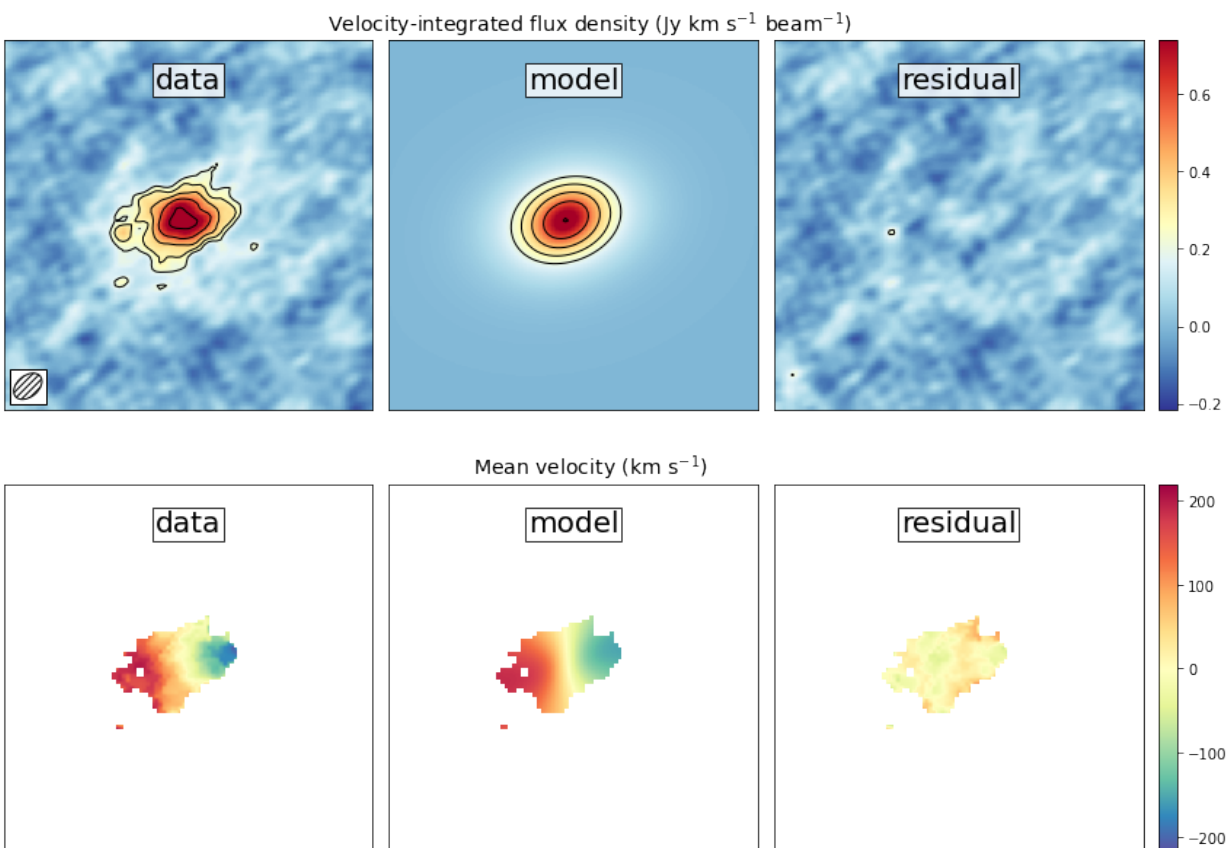 Velocity-integrated flux density (Jy km s⁻¹ beam⁻¹)
data
model
residual
0.6
0.4
0.2
0.0
−0.2
Mean velocity (km s⁻¹)
data
model
residual
200
100
0
−100
−200